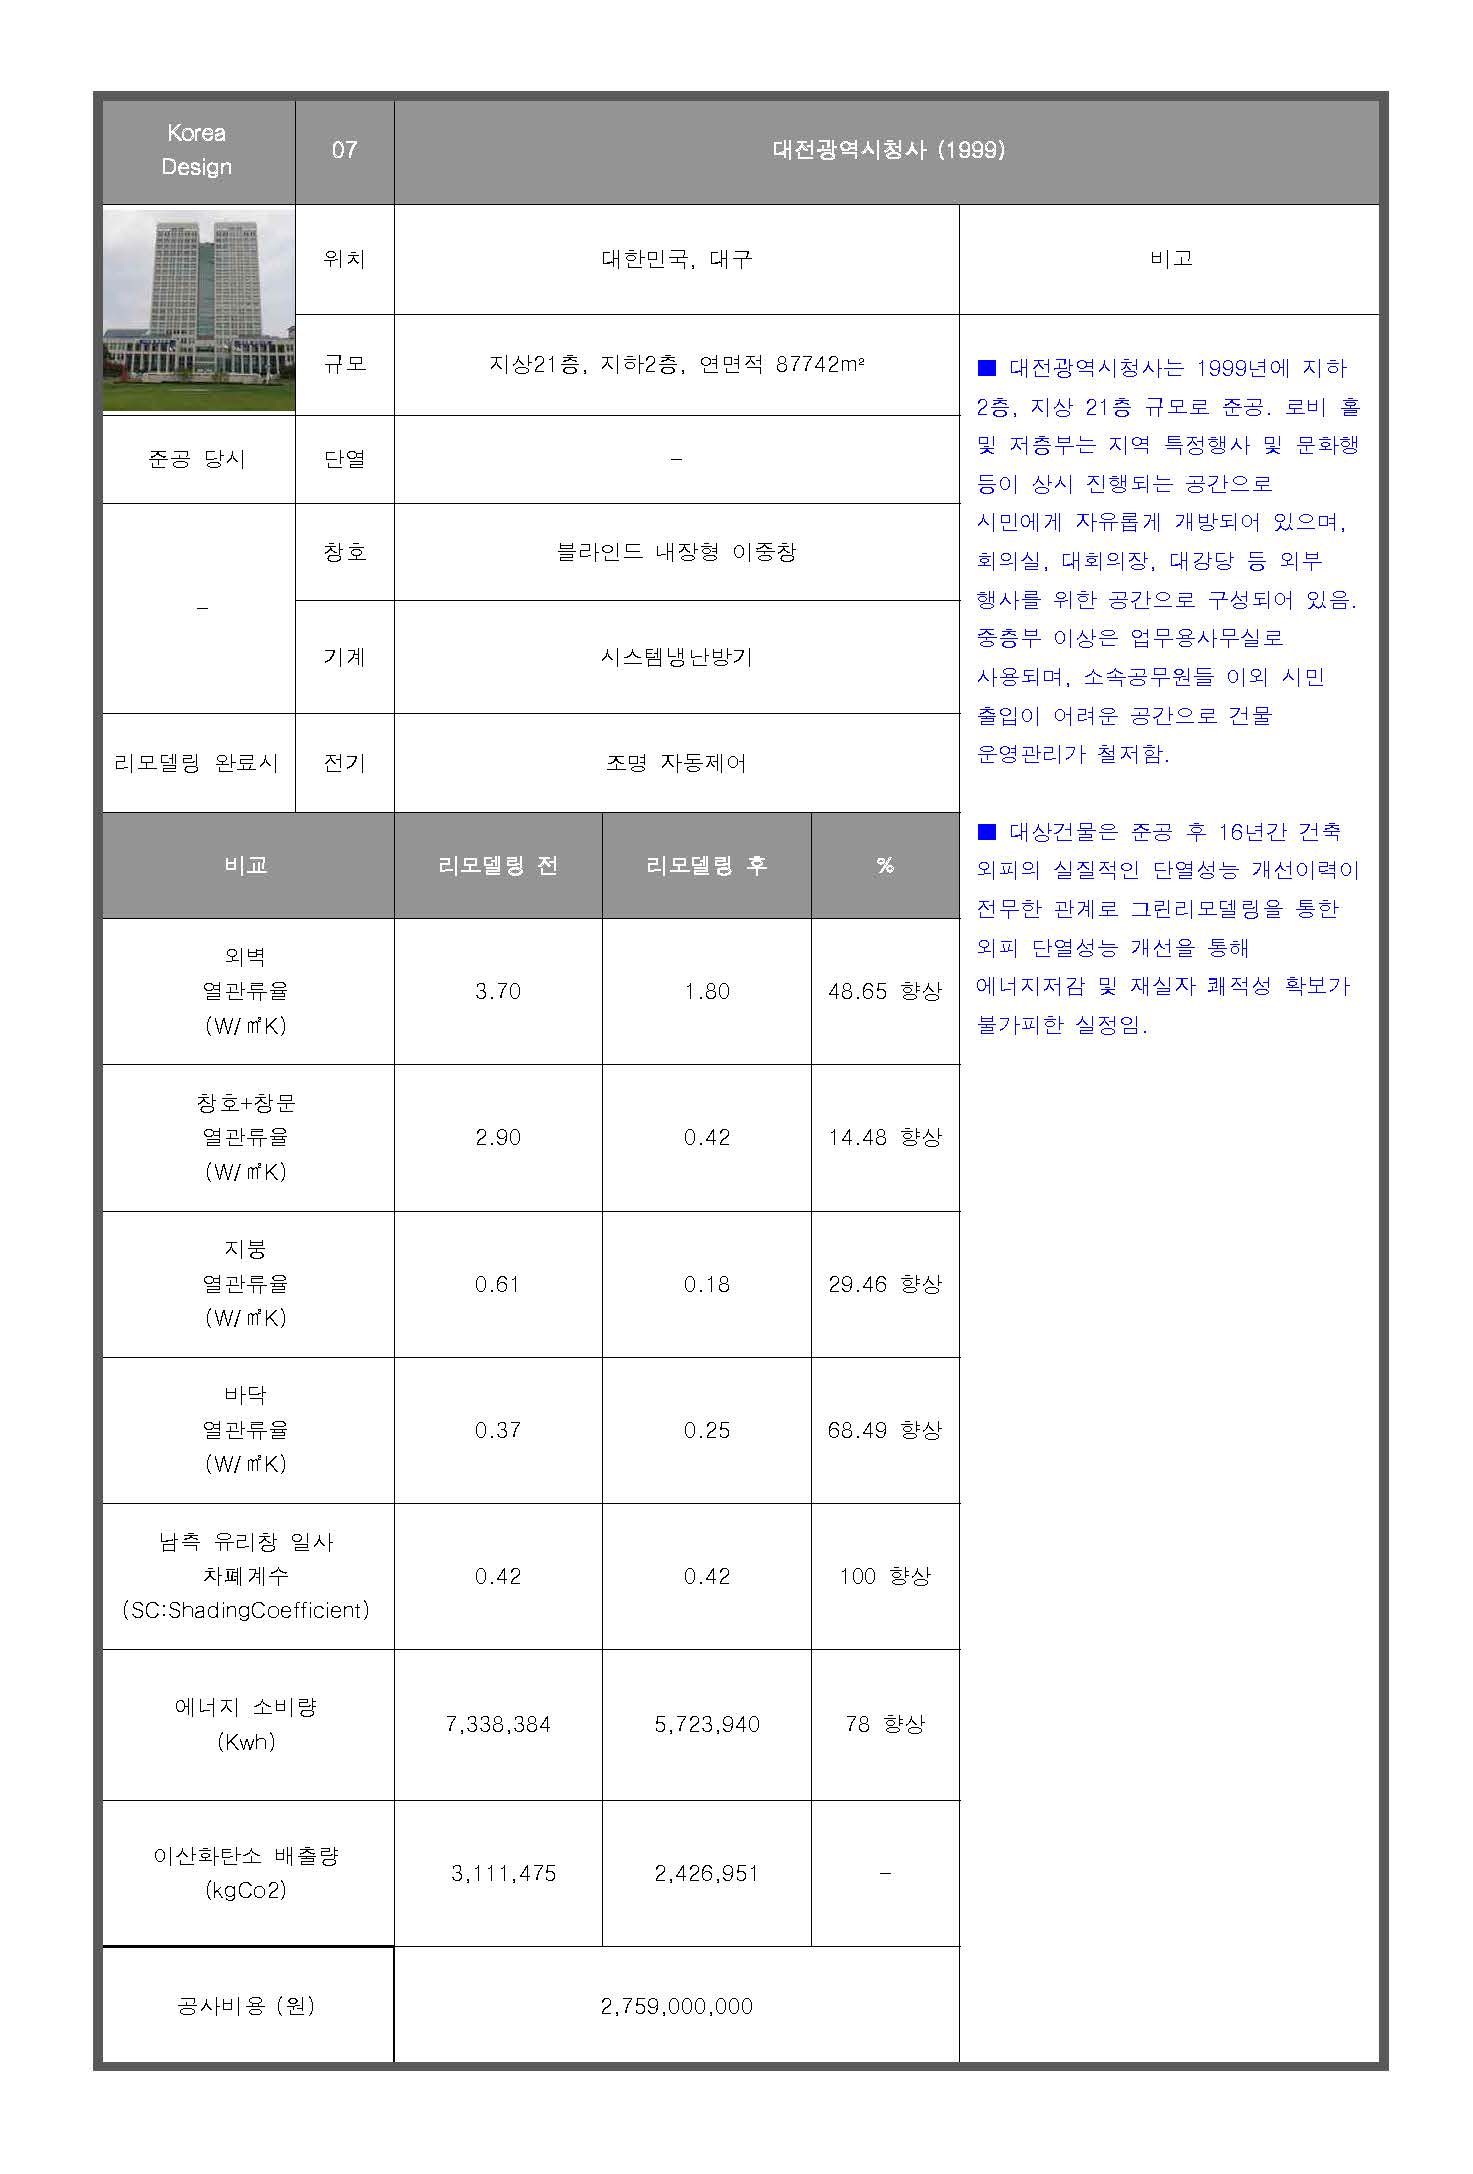 Korea
Design
07
대전광역시청사 (1999)
위치
대한민국, 대구
비고
규모
지상21층, 지하2층, 연면적 87742m²
준공 당시
단열
-
-
창호
블라인드 내장형 이중창
기계
시스템냉난방기
리모델링 완료시
전기
조명 자동제어
■ 대전광역시청사는 1999년에 지하
2층, 지상 21층 규모로 준공. 로비 홀
및 저층부는 지역 특정행사 및 문화행
등이 상시 진행되는 공간으로
시민에게 자유롭게 개방되어 있으며,
회의실, 대회의장, 대강당 등 외부
행사를 위한 공간으로 구성되어 있음.
중층부 이상은 업무용사무실로
사용되며, 소속공무원들 이외 시민
출입이 어려운 공간으로 건물
운영관리가 철저함.
■ 대상건물은 준공 후 16년간 건축
외피의 실질적인 단열성능 개선이력이
전무한 관계로 그린리모델링을 통한
외피 단열성능 개선을 통해
에너지저감 및 재실자 쾌적성 확보가
불가피한 실정임.
비교
리모델링 전
리모델링 후
%
외벽
열관류율
(W/㎡K)
3.70
1.80
48.65 향상
창호+창문
열관류율
(W/㎡K)
2.90
0.42
14.48 향상
지붕
열관류율
(W/㎡K)
0.61
0.18
29.46 향상
바닥
열관류율
(W/㎡K)
0.37
0.25
68.49 향상
남측 유리창 일사
차폐계수
(SC:ShadingCoefficient)
0.42
0.42
100 향상
에너지 소비량
(Kwh)
7,338,384
5,723,940
78 향상
이산화탄소 배출량
(kgCo2)
3,111,475
2,426,951
-
공사비용 (원)
2,759,000,000